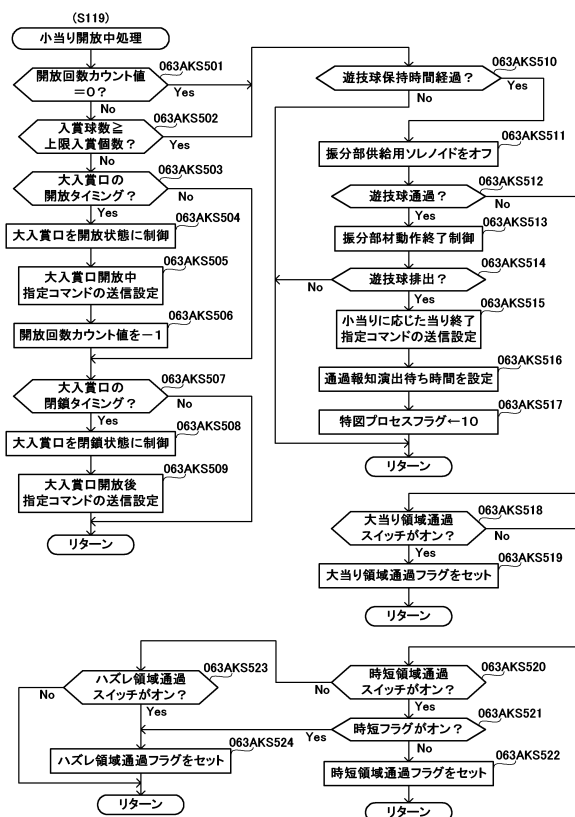 (S119)
小当り開放中処理
開放回数カウント値
=0?
063AKS501
Yes
No
入賞球数≧
上限入賞個数?
063AKS502
Yes
No
大入賞口の
開放タイミング?
063AKS503
No
Yes
063AKS504
大入賞口を開放状態に制御
063AKS505
大入賞口開放中
指定コマンドの送信設定
063AKS506
開放回数カウント値を−1
大入賞口の
閉鎖タイミング?
063AKS507
No
Yes
063AKS508
大入賞口を閉鎖状態に制御
063AKS509
大入賞口開放後
指定コマンドの送信設定
リターン
遊技球保持時間経過?
063AKS510
Yes
No
063AKS511
振分部供給用ソレノイドをオフ
遊技球通過?
063AKS512
No
Yes
063AKS513
振分部材動作終了制御
遊技球排出?
063AKS514
No
Yes
063AKS515
小当りに応じた当り終了
指定コマンドの送信設定
063AKS516
通過報知演出待ち時間を設定
063AKS517
特図プロセスフラグ←10
リターン
大当り領域通過
スイッチがオン?
063AKS518
No
Yes
063AKS519
大当り領域通過フラグをセット
リターン
時短領域通過
スイッチがオン?
063AKS520
No
Yes
時短フラグがオン?
063AKS521
Yes
No
063AKS522
時短領域通過フラグをセット
リターン
ハズレ領域通過
スイッチがオン?
063AKS523
No
Yes
063AKS524
ハズレ領域通過フラグをセット
リターン